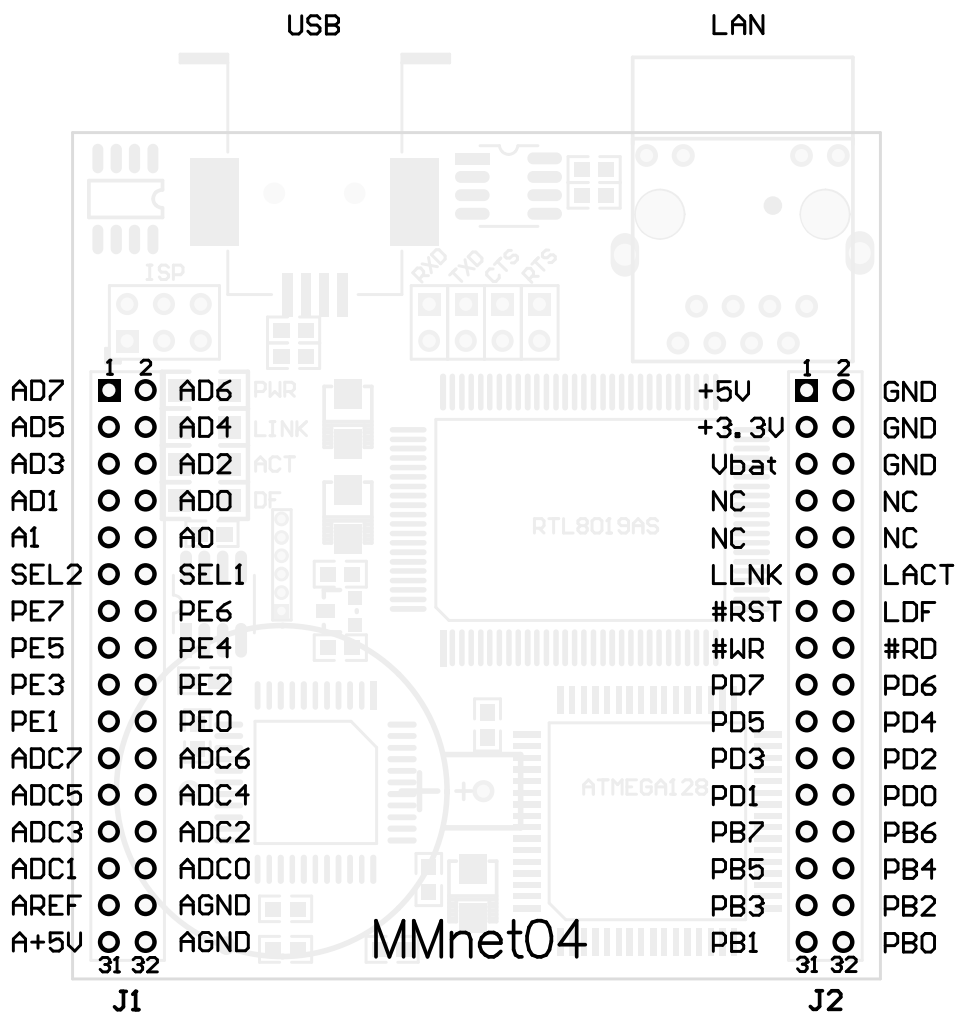 USB LAN
RXD TXD CTS RTS
ISP
1 2 1 2
AD7 AD6 PWR +5V GND
AD5 AD4 LINK +3.3V GND
AD3 AD2 ACT Vbat GND
AD1 AD0 DF NC NC
RTL8019AS
A1 A0 NC NC
SEL2 SEL1 LLNK LACT
PE7 PE6 #RST LDF
PE5 PE4 #WR #RD
PE3 PE2 PD7 PD6
PE1 PE0 PD5 PD4
ADC7 ADC6 PD3 PD2
ATMEGA128
ADC5 ADC4 PD1 PD0
ADC3 ADC2 PB7 PB6
ADC1 ADC0 PB5 PB4
AREF AGND PB3 PB2
A+5V AGND MMnet04 PB1 PB0
31 32 31 32
J1 J2